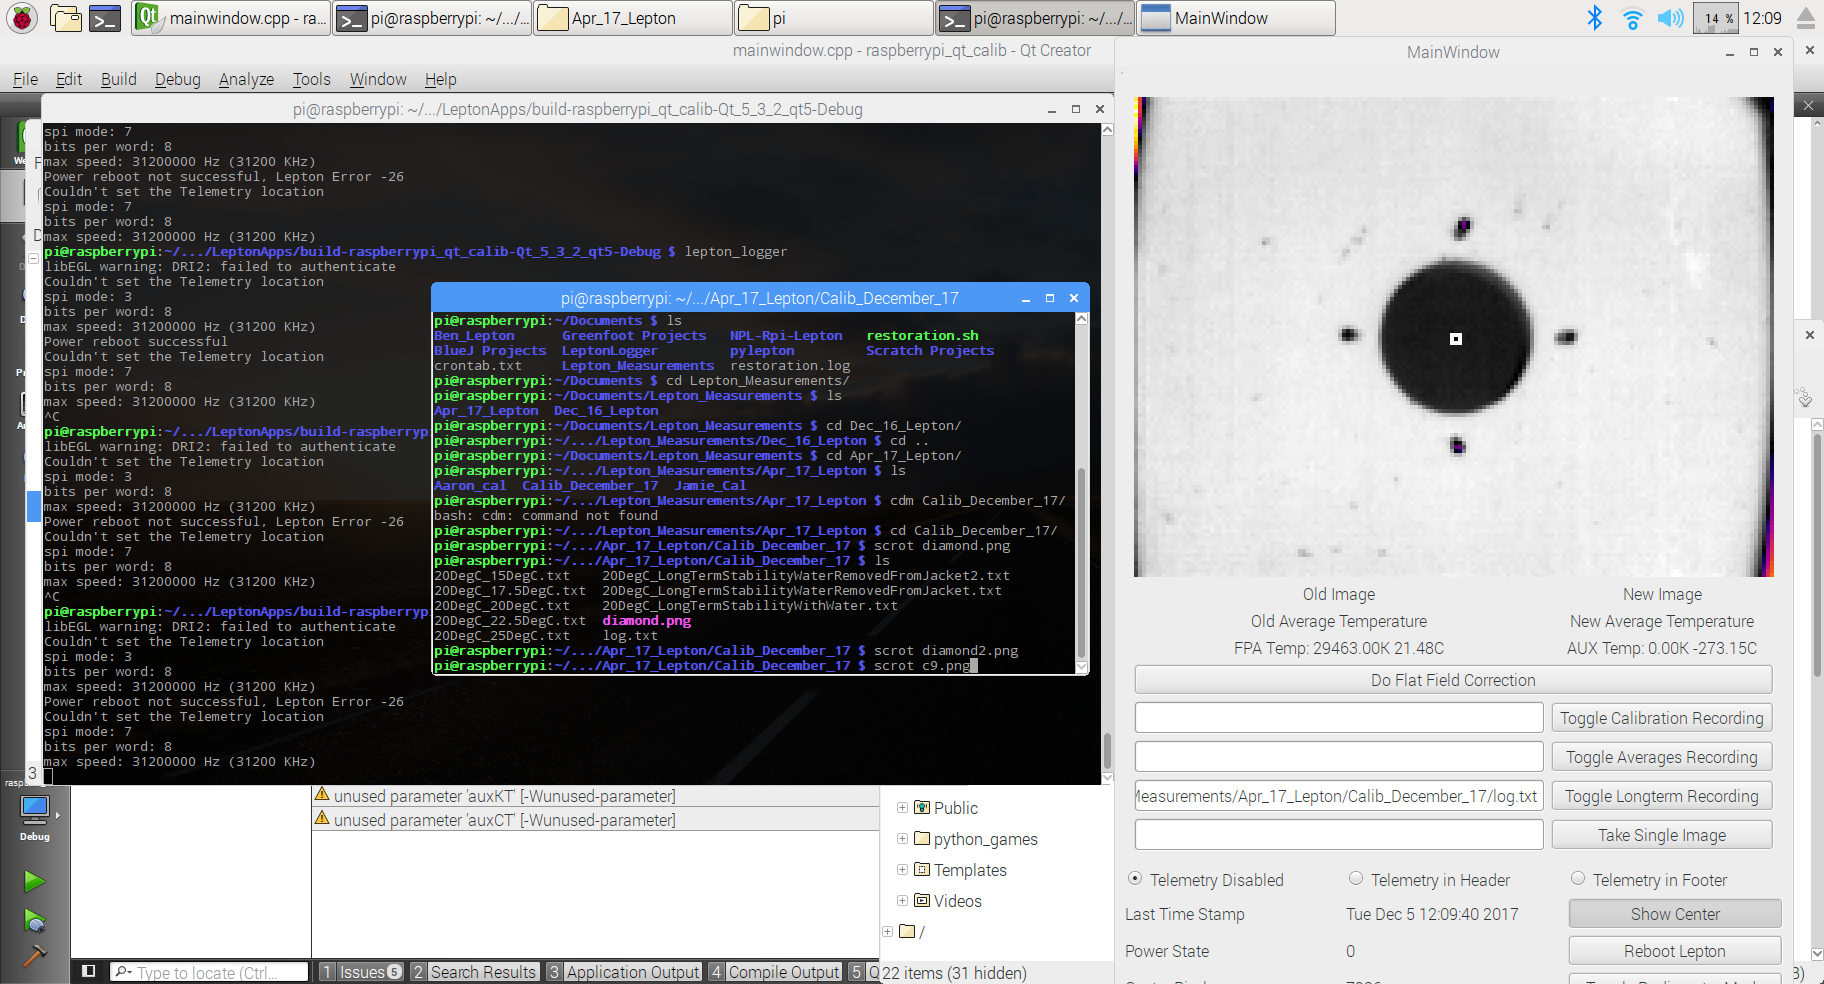 mainwindow.cpp - ra...
pi@raspberrypi: ~/.../...
Apr_17_Lepton
pi
pi@raspberrypi: ~/.../...
MainWindow
14 %
12:09
mainwindow.cpp - raspberrypi_qt_calib - Qt Creator
File Edit Build Debug Analyze Tools Window Help
pi@raspberrypi: ~/.../LeptonApps/build-raspberrypi_qt_calib-Qt_5_3_2_qt5-Debug
spi mode: 7
bits per word: 8
max speed: 31200000 Hz (31200 KHz)
Power reboot not successful, Lepton Error -26
Couldn't set the Telemetry location
spi mode: 7
bits per word: 8
max speed: 31200000 Hz (31200 KHz)
pi@raspberrypi:~/.../LeptonApps/build-raspberrypi_qt_calib-Qt_5_3_2_qt5-Debug $ lepton_logger
libEGL warning: DRI2: failed to authenticate
Couldn't set the Telemetry location
spi mode: 3
bits per word: 8
max speed: 31200000 Hz (31200 KHz)
Power reboot successful
Couldn't set the Telemetry location
spi mode: 7
bits per word: 8
max speed: 31200000 Hz (31200 KHz)
^C
pi@raspberrypi:~/.../LeptonApps/build-raspberryp
libEGL warning: DRI2: failed to authenticate
Couldn't set the Telemetry location
spi mode: 3
bits per word: 8
max speed: 31200000 Hz (31200 KHz)
Power reboot not successful, Lepton Error -26
Couldn't set the Telemetry location
spi mode: 7
bits per word: 8
max speed: 31200000 Hz (31200 KHz)
^C
pi@raspberrypi:~/.../LeptonApps/build-raspberryp
libEGL warning: DRI2: failed to authenticate
Couldn't set the Telemetry location
spi mode: 3
bits per word: 8
max speed: 31200000 Hz (31200 KHz)
Power reboot not successful, Lepton Error -26
Couldn't set the Telemetry location
spi mode: 7
bits per word: 8
max speed: 31200000 Hz (31200 KHz)
pi@raspberrypi: ~/.../Apr_17_Lepton/Calib_December_17
pi@raspberrypi:~/Documents $ ls
Ben_Lepton Greenfoot Projects NPL-Rpi-Lepton restoration.sh
BlueJ Projects LeptonLogger pylepton Scratch Projects
crontab.txt Lepton_Measurements restoration.log
pi@raspberrypi:~/Documents $ cd Lepton_Measurements/
pi@raspberrypi:~/Documents/Lepton_Measurements $ ls
Apr_17_Lepton Dec_16_Lepton
pi@raspberrypi:~/Documents/Lepton_Measurements $ cd Dec_16_Lepton/
pi@raspberrypi:~/.../Lepton_Measurements/Dec_16_Lepton $ cd ..
pi@raspberrypi:~/Documents/Lepton_Measurements $ cd Apr_17_Lepton/
pi@raspberrypi:~/.../Lepton_Measurements/Apr_17_Lepton $ ls
Aaron_cal Calib_December_17 Jamie_Cal
pi@raspberrypi:~/.../Lepton_Measurements/Apr_17_Lepton $ cdm Calib_December_17/
bash: cdm: command not found
pi@raspberrypi:~/.../Lepton_Measurements/Apr_17_Lepton $ cd Calib_December_17/
pi@raspberrypi:~/.../Apr_17_Lepton/Calib_December_17 $ scrot diamond.png
pi@raspberrypi:~/.../Apr_17_Lepton/Calib_December_17 $ ls
20DegC_15DegC.txt 20DegC_LongTermStabilityWaterRemovedFromJacket2.txt
20DegC_17.5DegC.txt 20DegC_LongTermStabilityWaterRemovedFromJacket.txt
20DegC_20DegC.txt 20DegC_LongTermStabilityWithWater.txt
20DegC_22.5DegC.txt diamond.png
20DegC_25DegC.txt log.txt
pi@raspberrypi:~/.../Apr_17_Lepton/Calib_December_17 $ scrot diamond2.png
pi@raspberrypi:~/.../Apr_17_Lepton/Calib_December_17 $ scrot c9.png
3
Debug
unused parameter 'auxKT' [-Wunused-parameter]
unused parameter 'auxCT' [-Wunused-parameter]
Public
python_games
Templates
Videos
/
Type to locate (Ctrl...
1 Issues 5 2 Search Results 3 Application Output 4 Compile Output 5
22 items (31 hidden)
MainWindow
Old Image New Image
Old Average Temperature New Average Temperature
FPA Temp: 29463.00K 21.48C AUX Temp: 0.00K -273.15C
Do Flat Field Correction
Toggle Calibration Recording
Toggle Averages Recording
Measurements/Apr_17_Lepton/Calib_December_17/log.txt Toggle Longterm Recording
Take Single Image
Telemetry Disabled Telemetry in Header Telemetry in Footer
Last Time Stamp Tue Dec 5 12:09:40 2017 Show Center
Power State 0 Reboot Lepton